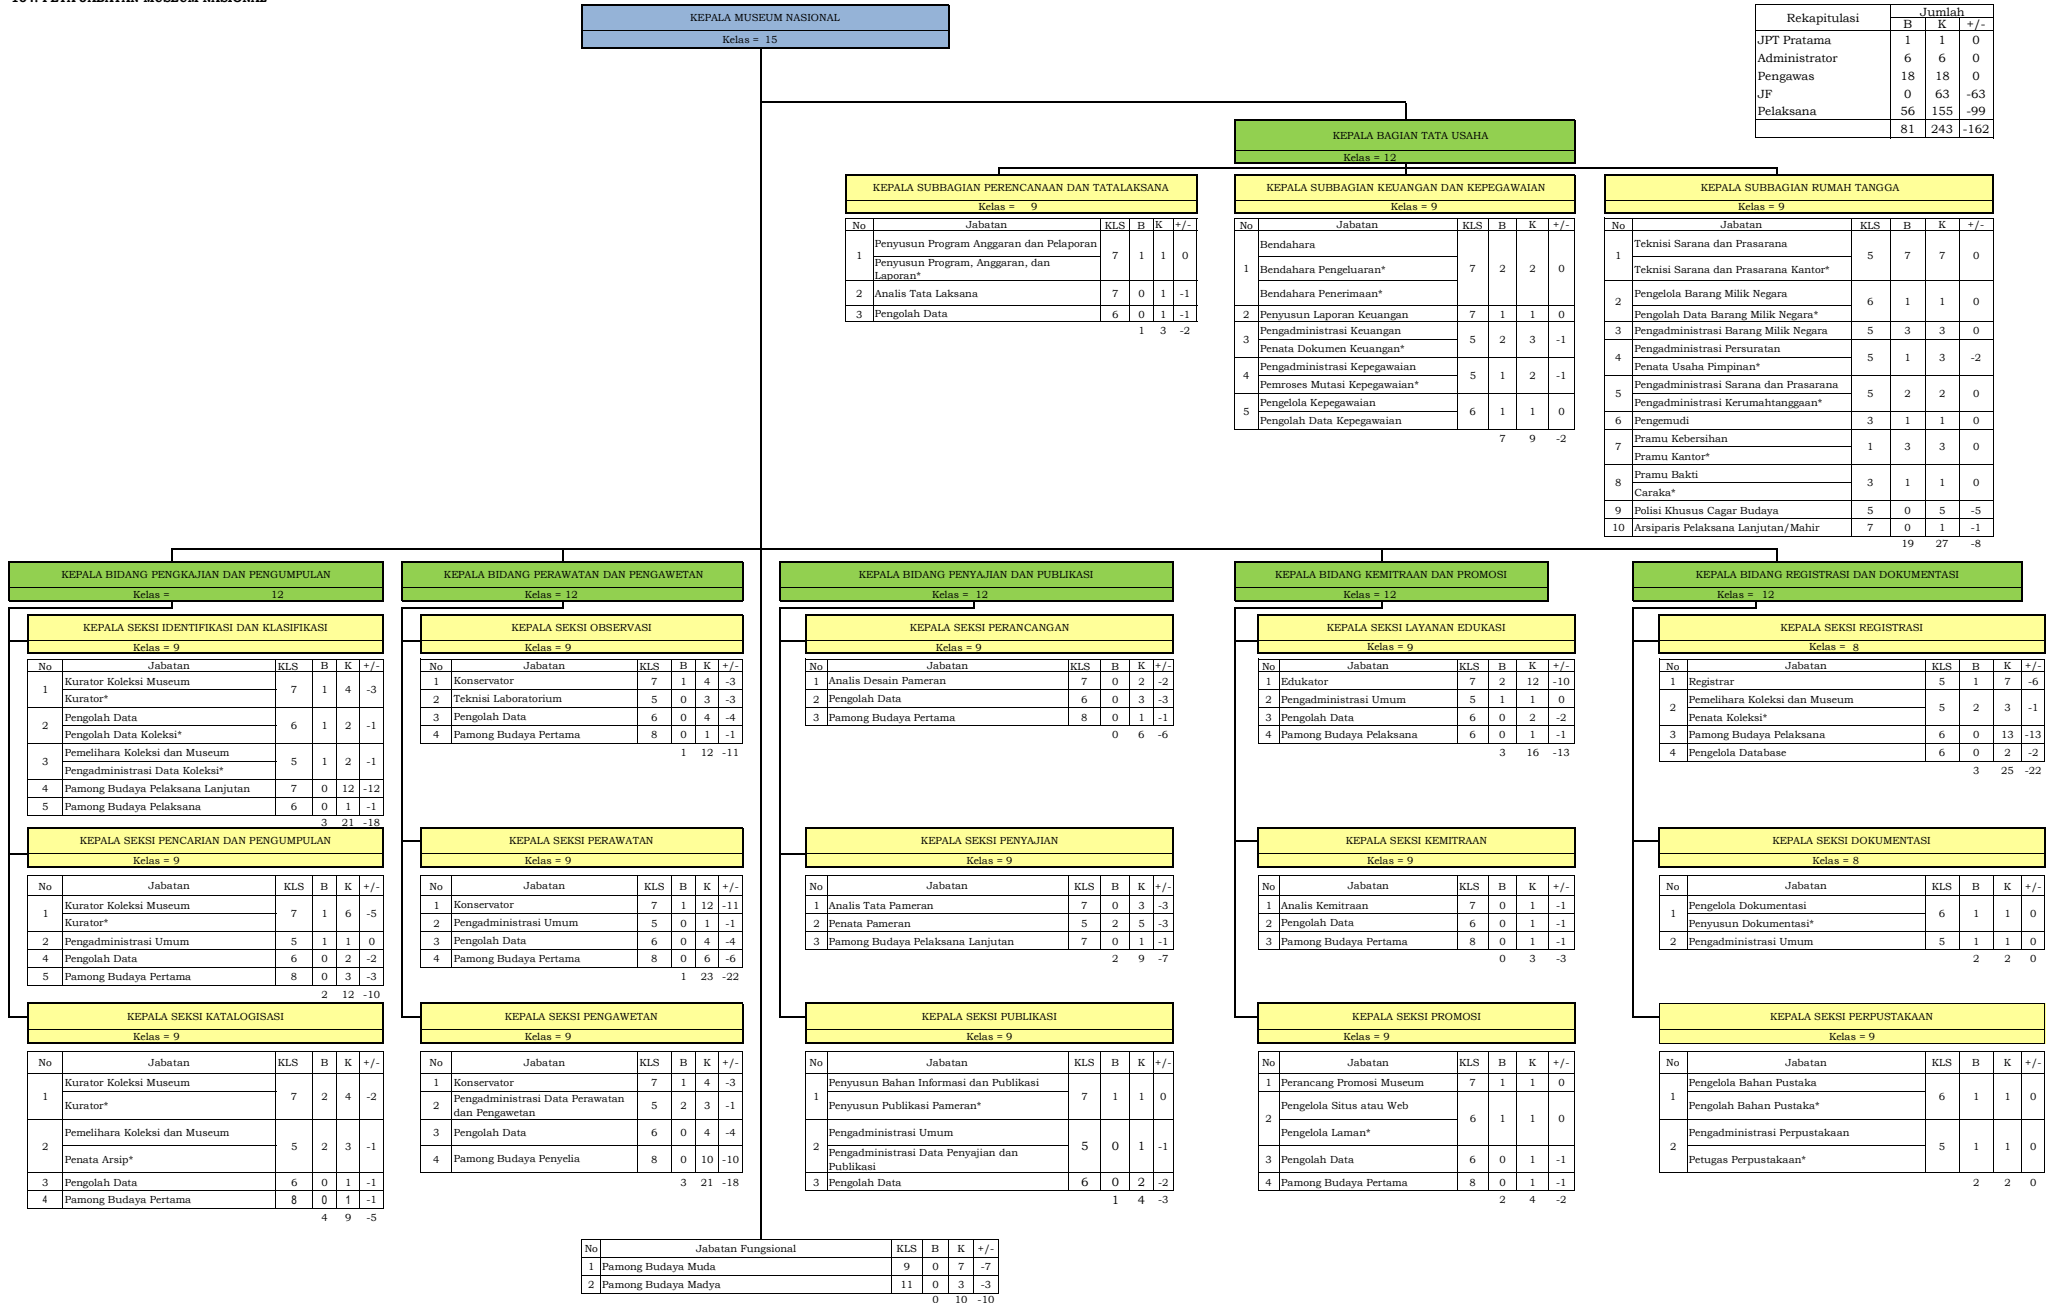 KEPALA MUSEUM NASIONAL
Kelas = 15
Rekapitulasi Jumlah
B K +/-
JPT Pratama 1 1 0
Administrator 6 6 0
Pengawas 18 18 0
JF 0 63 -63
Pelaksana 56 155 -99
81 243 -162
KEPALA BAGIAN TATA USAHA
Kelas = 12
KEPALA SUBBAGIAN PERENCANAAN DAN TATALAKSANA
Kelas = 9
No Jabatan KLS B K +/-
1 Penyusun Program Anggaran dan Pelaporan 7 1 1 0
Penyusun Program, Anggaran, dan
Laporan*
2 Analis Tata Laksana 7 0 1 -1
3 Pengolah Data 6 0 1 -1
1 3 -2
KEPALA SUBBAGIAN KEUANGAN DAN KEPEGAWAIAN
Kelas = 9
No Jabatan KLS B K +/-
Bendahara
1 Bendahara Pengeluaran* 7 2 2 0
Bendahara Penerimaan*
2 Penyusun Laporan Keuangan 7 1 1 0
3 Pengadministrasi Keuangan 5 2 3 -1
Penata Dokumen Keuangan*
4 Pengadministrasi Kepegawaian 5 1 2 -1
Pemroses Mutasi Kepegawaian*
5 Pengelola Kepegawaian 6 1 1 0
Pengolah Data Kepegawaian
7 9 -2
KEPALA SUBBAGIAN RUMAH TANGGA
Kelas = 9
No Jabatan KLS B K +/-
1 Teknisi Sarana dan Prasarana 5 7 7 0
Teknisi Sarana dan Prasarana Kantor*
2 Pengelola Barang Milik Negara 6 1 1 0
Pengolah Data Barang Milik Negara*
3 Pengadministrasi Barang Milik Negara 5 3 3 0
4 Pengadministrasi Persuratan 5 1 3 -2
Penata Usaha Pimpinan*
5 Pengadministrasi Sarana dan Prasarana 5 2 2 0
Pengadministrasi Kerumahtanggaan*
6 Pengemudi 3 1 1 0
7 Pramu Kebersihan 1 3 3 0
Pramu Kantor*
8 Pramu Bakti 3 1 1 0
Caraka*
9 Polisi Khusus Cagar Budaya 5 0 5 -5
10 Arsiparis Pelaksana Lanjutan/Mahir 7 0 1 -1
19 27 -8
KEPALA BIDANG PENGKAJIAN DAN PENGUMPULAN
Kelas = 12
KEPALA SEKSI IDENTIFIKASI DAN KLASIFIKASI
Kelas = 9
No Jabatan KLS B K +/-
1 Kurator Koleksi Museum 7 1 4 -3
Kurator*
2 Pengolah Data 6 1 2 -1
Pengolah Data Koleksi*
3 Pemelihara Koleksi dan Museum 5 1 2 -1
Pengadministrasi Data Koleksi*
4 Pamong Budaya Pelaksana Lanjutan 7 0 12 -12
5 Pamong Budaya Pelaksana 6 0 1 -1
3 21 -18
KEPALA SEKSI PENCARIAN DAN PENGUMPULAN
Kelas = 9
No Jabatan KLS B K +/-
1 Kurator Koleksi Museum 7 1 6 -5
Kurator*
2 Pengadministrasi Umum 5 1 1 0
4 Pengolah Data 6 0 2 -2
5 Pamong Budaya Pertama 8 0 3 -3
2 12 -10
KEPALA SEKSI KATALOGISASI
Kelas = 9
No Jabatan KLS B K +/-
1 Kurator Koleksi Museum 7 2 4 -2
Kurator*
2 Pemelihara Koleksi dan Museum 5 2 3 -1
Penata Arsip*
3 Pengolah Data 6 0 1 -1
4 Pamong Budaya Pertama 8 0 1 -1
4 9 -5
KEPALA BIDANG PERAWATAN DAN PENGAWETAN
Kelas = 12
KEPALA SEKSI OBSERVASI
Kelas = 9
No Jabatan KLS B K +/-
1 Konservator 7 1 4 -3
2 Teknisi Laboratorium 5 0 3 -3
3 Pengolah Data 6 0 4 -4
4 Pamong Budaya Pertama 8 0 1 -1
1 12 -11
KEPALA SEKSI PERAWATAN
Kelas = 9
No Jabatan KLS B K +/-
1 Konservator 7 1 12 -11
2 Pengadministrasi Umum 5 0 1 -1
3 Pengolah Data 6 0 4 -4
4 Pamong Budaya Pertama 8 0 6 -6
1 23 -22
KEPALA SEKSI PENGAWETAN
Kelas = 9
No Jabatan KLS B K +/-
1 Konservator 7 1 4 -3
2 Pengadministrasi Data Perawatan 5 2 3 -1
dan Pengawetan
3 Pengolah Data 6 0 4 -4
4 Pamong Budaya Penyelia 8 0 10 -10
3 21 -18
KEPALA BIDANG PENYAJIAN DAN PUBLIKASI
Kelas = 12
KEPALA SEKSI PERANCANGAN
Kelas = 9
No Jabatan KLS B K +/-
1 Analis Desain Pameran 7 0 2 -2
2 Pengolah Data 6 0 3 -3
3 Pamong Budaya Pertama 8 0 1 -1
0 6 -6
KEPALA SEKSI PENYAJIAN
Kelas = 9
No Jabatan KLS B K +/-
1 Analis Tata Pameran 7 0 3 -3
2 Penata Pameran 5 2 5 -3
3 Pamong Budaya Pelaksana Lanjutan 7 0 1 -1
2 9 -7
KEPALA SEKSI PUBLIKASI
Kelas = 9
No Jabatan KLS B K +/-
1 Penyusun Bahan Informasi dan Publikasi 7 1 1 0
Penyusun Publikasi Pameran*
2 Pengadministrasi Umum 5 0 1 -1
Pengadministrasi Data Penyajian dan
Publikasi
3 Pengolah Data 6 0 2 -2
1 4 -3
KEPALA BIDANG KEMITRAAN DAN PROMOSI
Kelas = 12
KEPALA SEKSI LAYANAN EDUKASI
Kelas = 9
No Jabatan KLS B K +/-
1 Edukator 7 2 12 -10
2 Pengadministrasi Umum 5 1 1 0
3 Pengolah Data 6 0 2 -2
4 Pamong Budaya Pelaksana 6 0 1 -1
3 16 -13
KEPALA SEKSI KEMITRAAN
Kelas = 9
No Jabatan KLS B K +/-
1 Analis Kemitraan 7 0 1 -1
2 Pengolah Data 6 0 1 -1
3 Pamong Budaya Pertama 8 0 1 -1
0 3 -3
KEPALA SEKSI PROMOSI
Kelas = 9
No Jabatan KLS B K +/-
1 Perancang Promosi Museum 7 1 1 0
2 Pengelola Situs atau Web 6 1 1 0
Pengelola Laman*
3 Pengolah Data 6 0 1 -1
4 Pamong Budaya Pertama 8 0 1 -1
2 4 -2
KEPALA BIDANG REGISTRASI DAN DOKUMENTASI
Kelas = 12
KEPALA SEKSI REGISTRASI
Kelas = 8
No Jabatan KLS B K +/-
1 Registrar 5 1 7 -6
2 Pemelihara Koleksi dan Museum 5 2 3 -1
Penata Koleksi*
3 Pamong Budaya Pelaksana 6 0 13 -13
4 Pengelola Database 6 0 2 -2
3 25 -22
KEPALA SEKSI DOKUMENTASI
Kelas = 8
No Jabatan KLS B K +/-
1 Pengelola Dokumentasi 6 1 1 0
Penyusun Dokumentasi*
2 Pengadministrasi Umum 5 1 1 0
2 2 0
KEPALA SEKSI PERPUSTAKAAN
Kelas = 9
No Jabatan KLS B K +/-
1 Pengelola Bahan Pustaka 6 1 1 0
Pengolah Bahan Pustaka*
2 Pengadministrasi Perpustakaan 5 1 1 0
Petugas Perpustakaan*
2 2 0
No Jabatan Fungsional KLS B K +/-
1 Pamong Budaya Muda 9 0 7 -7
2 Pamong Budaya Madya 11 0 3 -3
0 10 -10